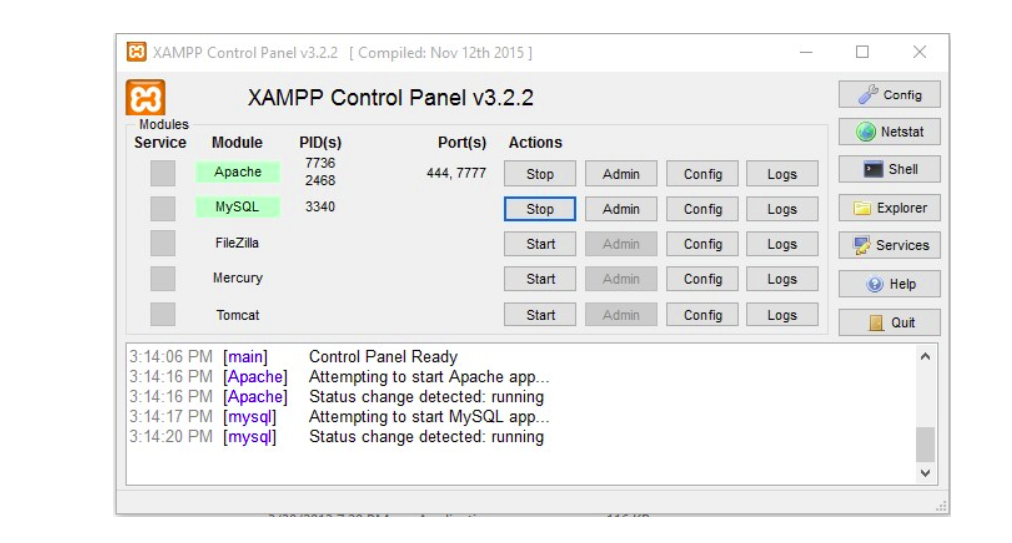 XAMPP Control Panel v3.2.2 [ Compiled: Nov 12th 2015 ]
XAMPP Control Panel v3.2.2
Config
Modules
Service Module PID(s) Port(s) Actions
Netstat
Apache 7736 2468 444, 7777 Stop Admin Config Logs
Shell
MySQL 3340 Stop Admin Config Logs
Explorer
FileZilla Start Admin Config Logs
Services
Mercury Start Admin Config Logs
Help
Tomcat Start Admin Config Logs
Quit
3:14:06 PM [main] Control Panel Ready
3:14:16 PM [Apache] Attempting to start Apache app...
3:14:16 PM [Apache] Status change detected: running
3:14:17 PM [mysql] Attempting to start MySQL app...
3:14:20 PM [mysql] Status change detected: running